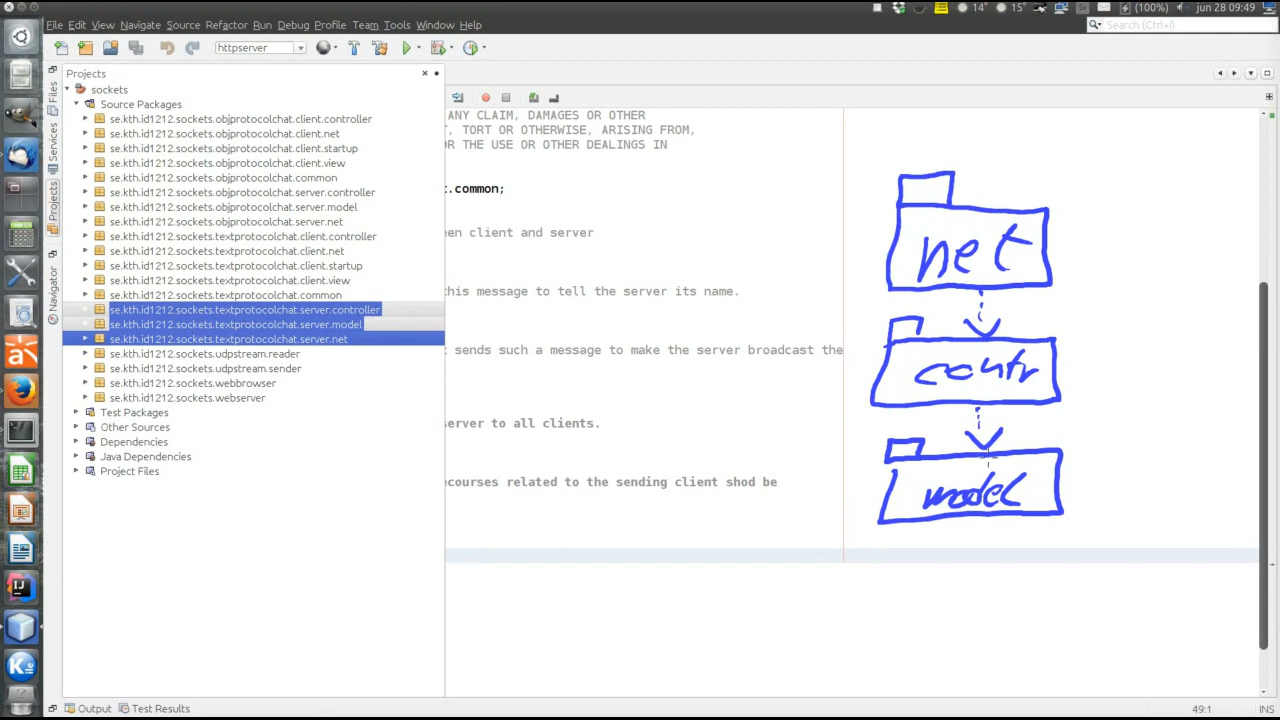 File Edit View Navigate Source Refactor Run Debug Profile Team Tools Window Help
14° 15° (100%) jun 28 09:49
Search (Ctrl+I)
httpserver
Projects
Files
Services
Projects
Navigator
sockets
Source Packages
se.kth.id1212.sockets.objprotocolchat.client.controller
se.kth.id1212.sockets.objprotocolchat.client.net
se.kth.id1212.sockets.objprotocolchat.client.startup
se.kth.id1212.sockets.objprotocolchat.client.view
se.kth.id1212.sockets.objprotocolchat.common
se.kth.id1212.sockets.objprotocolchat.server.controller
se.kth.id1212.sockets.objprotocolchat.server.model
se.kth.id1212.sockets.objprotocolchat.server.net
se.kth.id1212.sockets.textprotocolchat.client.controller
se.kth.id1212.sockets.textprotocolchat.client.net
se.kth.id1212.sockets.textprotocolchat.client.startup
se.kth.id1212.sockets.textprotocolchat.client.view
se.kth.id1212.sockets.textprotocolchat.common
se.kth.id1212.sockets.textprotocolchat.server.controller
se.kth.id1212.sockets.textprotocolchat.server.model
se.kth.id1212.sockets.textprotocolchat.server.net
se.kth.id1212.sockets.udpstream.reader
se.kth.id1212.sockets.udpstream.sender
se.kth.id1212.sockets.webbrowser
se.kth.id1212.sockets.webserver
Test Packages
Other Sources
Dependencies
Java Dependencies
Project Files
ANY CLAIM, DAMAGES OR OTHER
, TORT OR OTHERWISE, ARISING FROM,
OR THE USE OR OTHER DEALINGS IN
t.common;
een client and server
this message to tell the server its name.
t sends such a message to make the server broadcast the
server to all clients.
ecourses related to the sending client shod be
net
contr
model
Output Test Results
49:1 INS